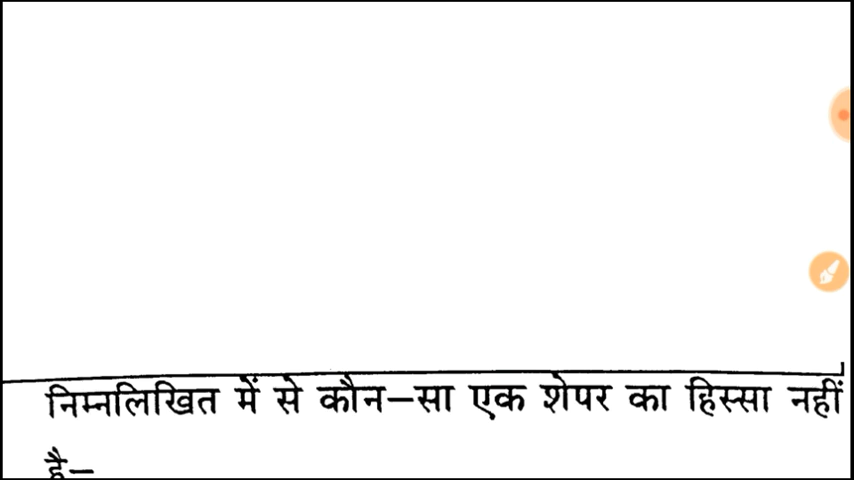 निम्नलिखित में से कौन–सा एक शेपर का हिस्सा नहीं
है–